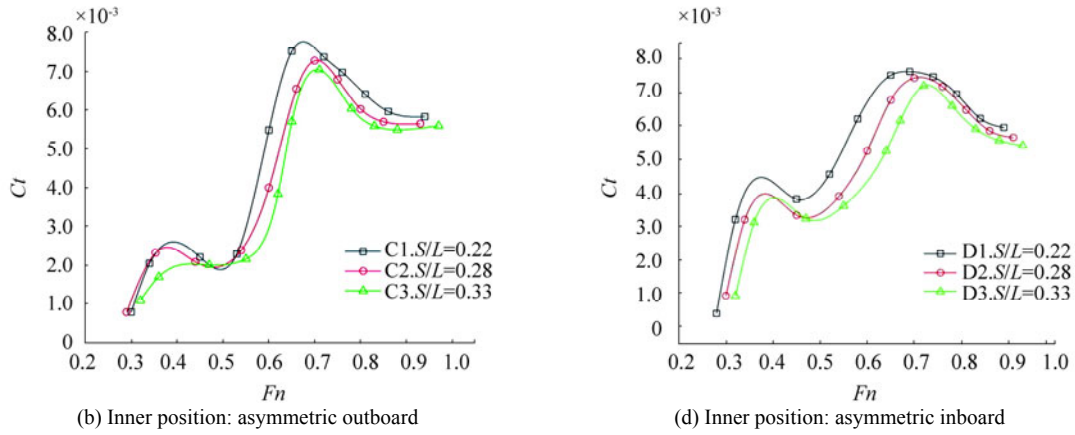 ×10⁻³
8.0
7.0
6.0
5.0
4.0
3.0
2.0
1.0
0
Ct
0.2 0.3 0.4 0.5 0.6 0.7 0.8 0.9 1.0
Fn
C1.S/L=0.22
C2.S/L=0.28
C3.S/L=0.33
(b) Inner position: asymmetric outboard
×10⁻³
8.0
7.0
6.0
5.0
4.0
3.0
2.0
1.0
0
Ct
0.2 0.3 0.4 0.5 0.6 0.7 0.8 0.9 1.0
Fn
D1.S/L=0.22
D2.S/L=0.28
D3.S/L=0.33
(d) Inner position: asymmetric inboard